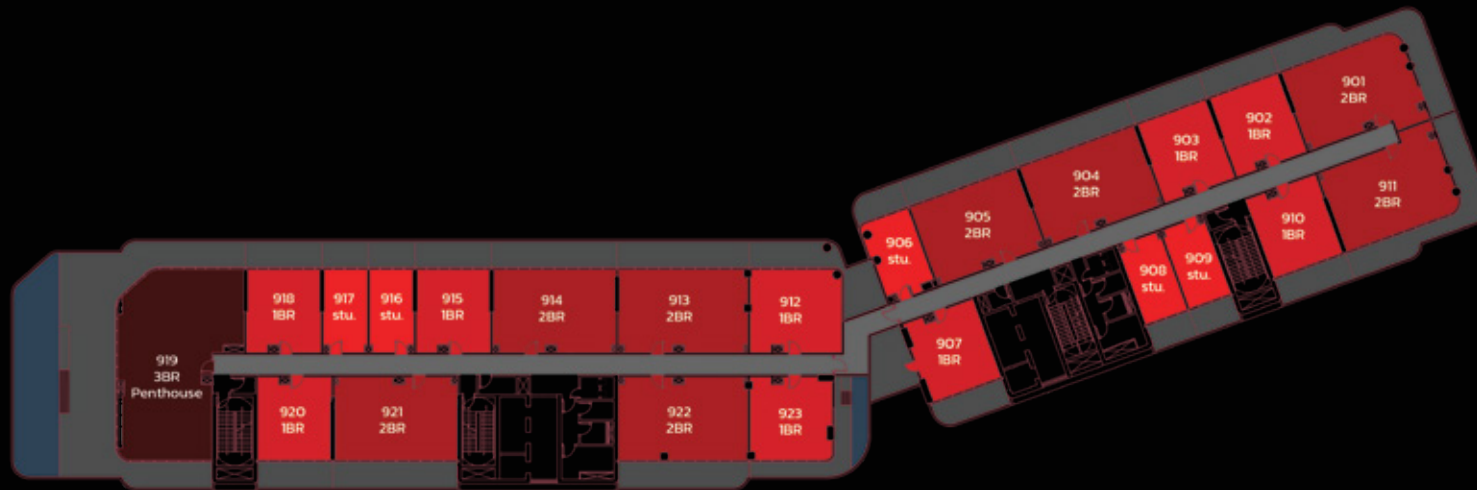 901
2BR
902
1BR
903
1BR
904
2BR
905
2BR
906
stu.
911
2BR
910
1BR
909
stu.
908
stu.
907
1BR
918
1BR
917
stu.
916
stu.
915
1BR
914
2BR
913
2BR
912
1BR
919
3BR
Penthouse
920
1BR
921
2BR
922
2BR
923
1BR